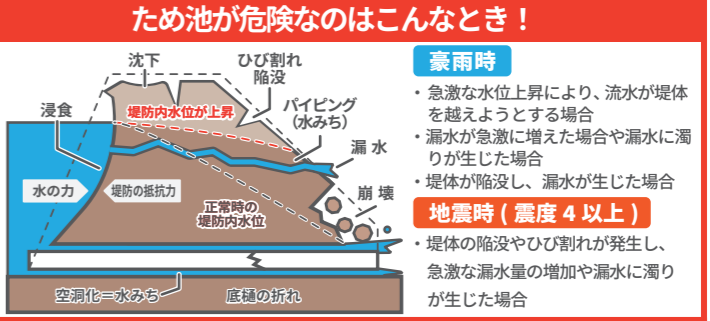 ため池が危険なのはこんなとき！
沈下
ひび割れ
陥没
浸食
堤防内水位が上昇
パイピング
（水みち）
漏 水
水の力
堤防の抵抗力
崩 壊
正常時の
堤防内水位
空洞化＝水みち
底樋の折れ
豪雨時
・急激な水位上昇により、流水が堤体
を越えようとする場合
・漏水が急激に増えた場合や漏水に濁
りが生じた場合
・堤体が陥没し、漏水が生じた場合
地震時 ( 震度 4 以上 )
・堤体の陥没やひび割れが発生し、
急激な漏水量の増加や漏水に濁り
が生じた場合